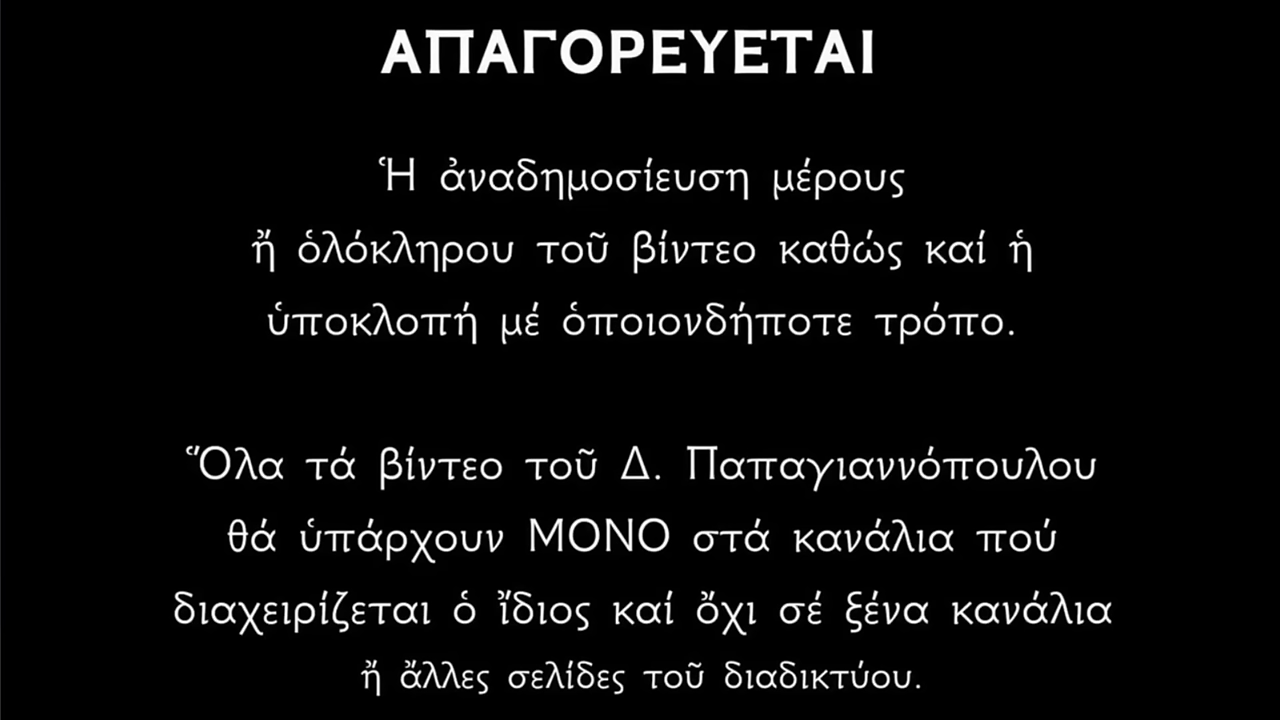 ΑΠΑΓΟΡΕΥΕΤΑΙ
Ἡ ἀναδημοσίευση μέρους
ἤ ὁλόκληρου τοῦ βίντεο καθώς καί ἡ
ὑποκλοπή μέ ὁποιονδήποτε τρόπο.
Ὅλα τά βίντεο τοῦ Δ. Παπαγιαννόπουλου
θά ὑπάρχουν ΜΟΝΟ στά κανάλια πού
διαχειρίζεται ὁ ἴδιος καί ὄχι σέ ξένα κανάλια
ἤ ἄλλες σελίδες τοῦ διαδικτύου.